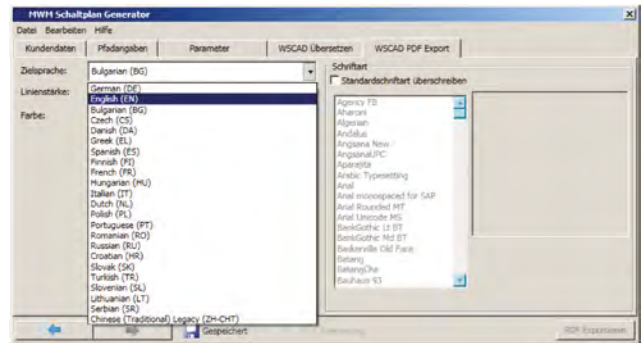 MWM Schaltplan Generator
Datei Bearbeiten Hilfe
Kundendaten Pfadangaben Parameter WSCAD Übersetzen WSCAD PDF Export
Zielsprache: Bulgarian (BG)
Linienstärke:
Farbe:
German (DE)
English (EN)
Bulgarian (BG)
Czech (CS)
Danish (DA)
Greek (EL)
Spanish (ES)
Finnish (FI)
French (FR)
Hungarian (HU)
Italian (IT)
Dutch (NL)
Polish (PL)
Portuguese (PT)
Romanian (RO)
Russian (RU)
Croatian (HR)
Slovak (SK)
Turkish (TR)
Slovenian (SL)
Lithuanian (LT)
Serbian (SR)
Chinese (Traditional) Legacy (ZH-CHT)
Schriftart
Standardschriftart überschreiben
Agency FB
Aharoni
Algerian
Andalus
Angsana New
AngsanaUPC
Aparajita
Arabic Typesetting
Arial
Arial monospaced for SAP
Arial Rounded MT
Arial Unicode MS
BankGothic Lt BT
BankGothic Md BT
Baskerville Old Face
Batang
BatangChe
Bauhaus 93
Gespeichert
PDF Exportieren